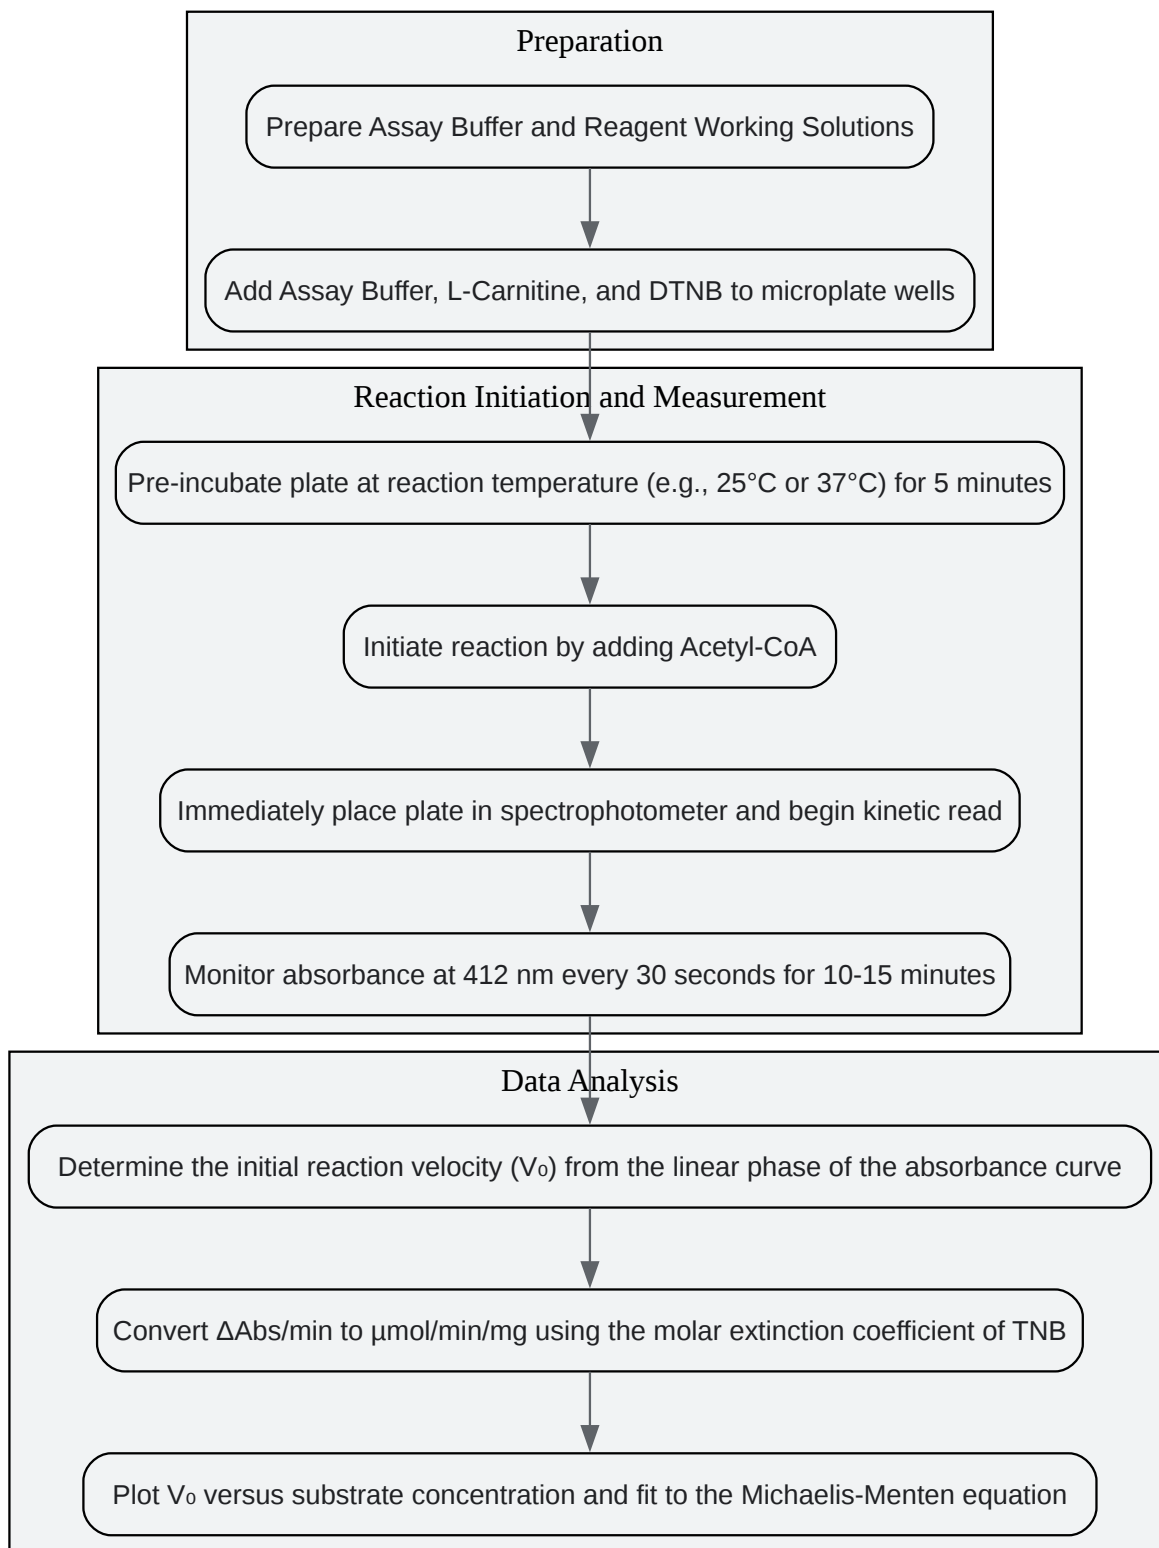 Preparation
Prepare Assay Buffer and Reagent Working Solutions
Add Assay Buffer, L-Carnitine, and DTNB to microplate wells
Reaction Initiation and Measurement
Pre-incubate plate at reaction temperature (e.g., 25°C or 37°C) for 5 minutes
Initiate reaction by adding Acetyl-CoA
Immediately place plate in spectrophotometer and begin kinetic read
Monitor absorbance at 412 nm every 30 seconds for 10-15 minutes
Data Analysis
Determine the initial reaction velocity (V₀) from the linear phase of the absorbance curve
Convert ΔAbs/min to µmol/min/mg using the molar extinction coefficient of TNB
Plot V₀ versus substrate concentration and fit to the Michaelis-Menten equation